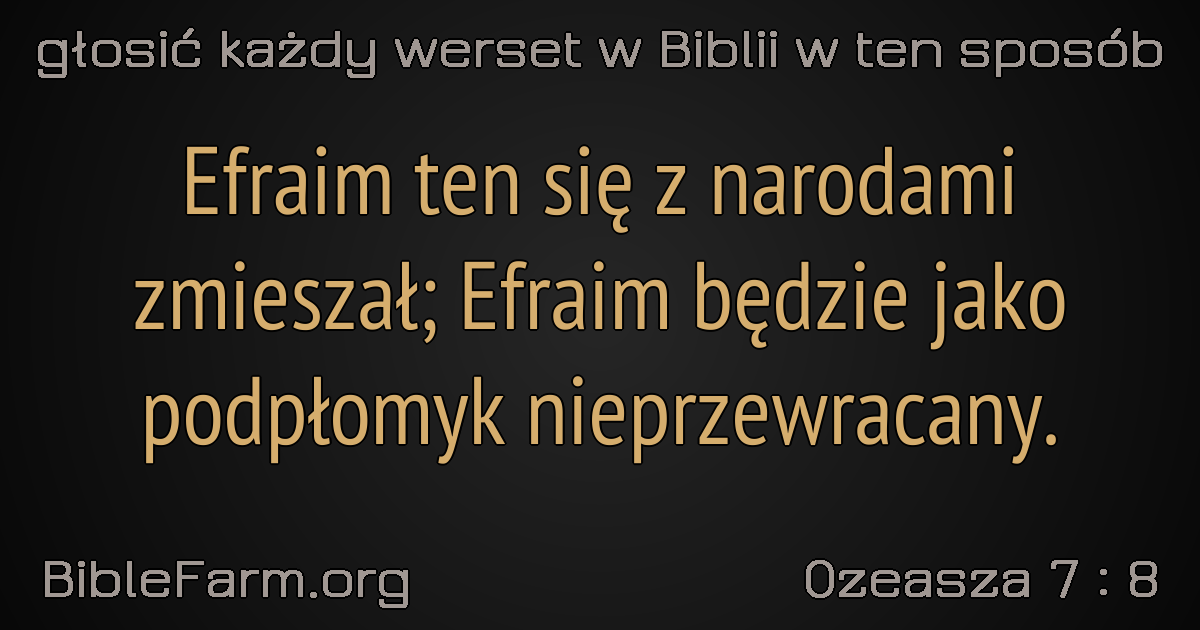 głosić każdy werset w Biblii w ten sposób
Efraim ten się z narodami
zmieszał; Efraim będzie jako
podpłomyk nieprzewracany.
BibleFarm.org
Ozeasza 7 : 8